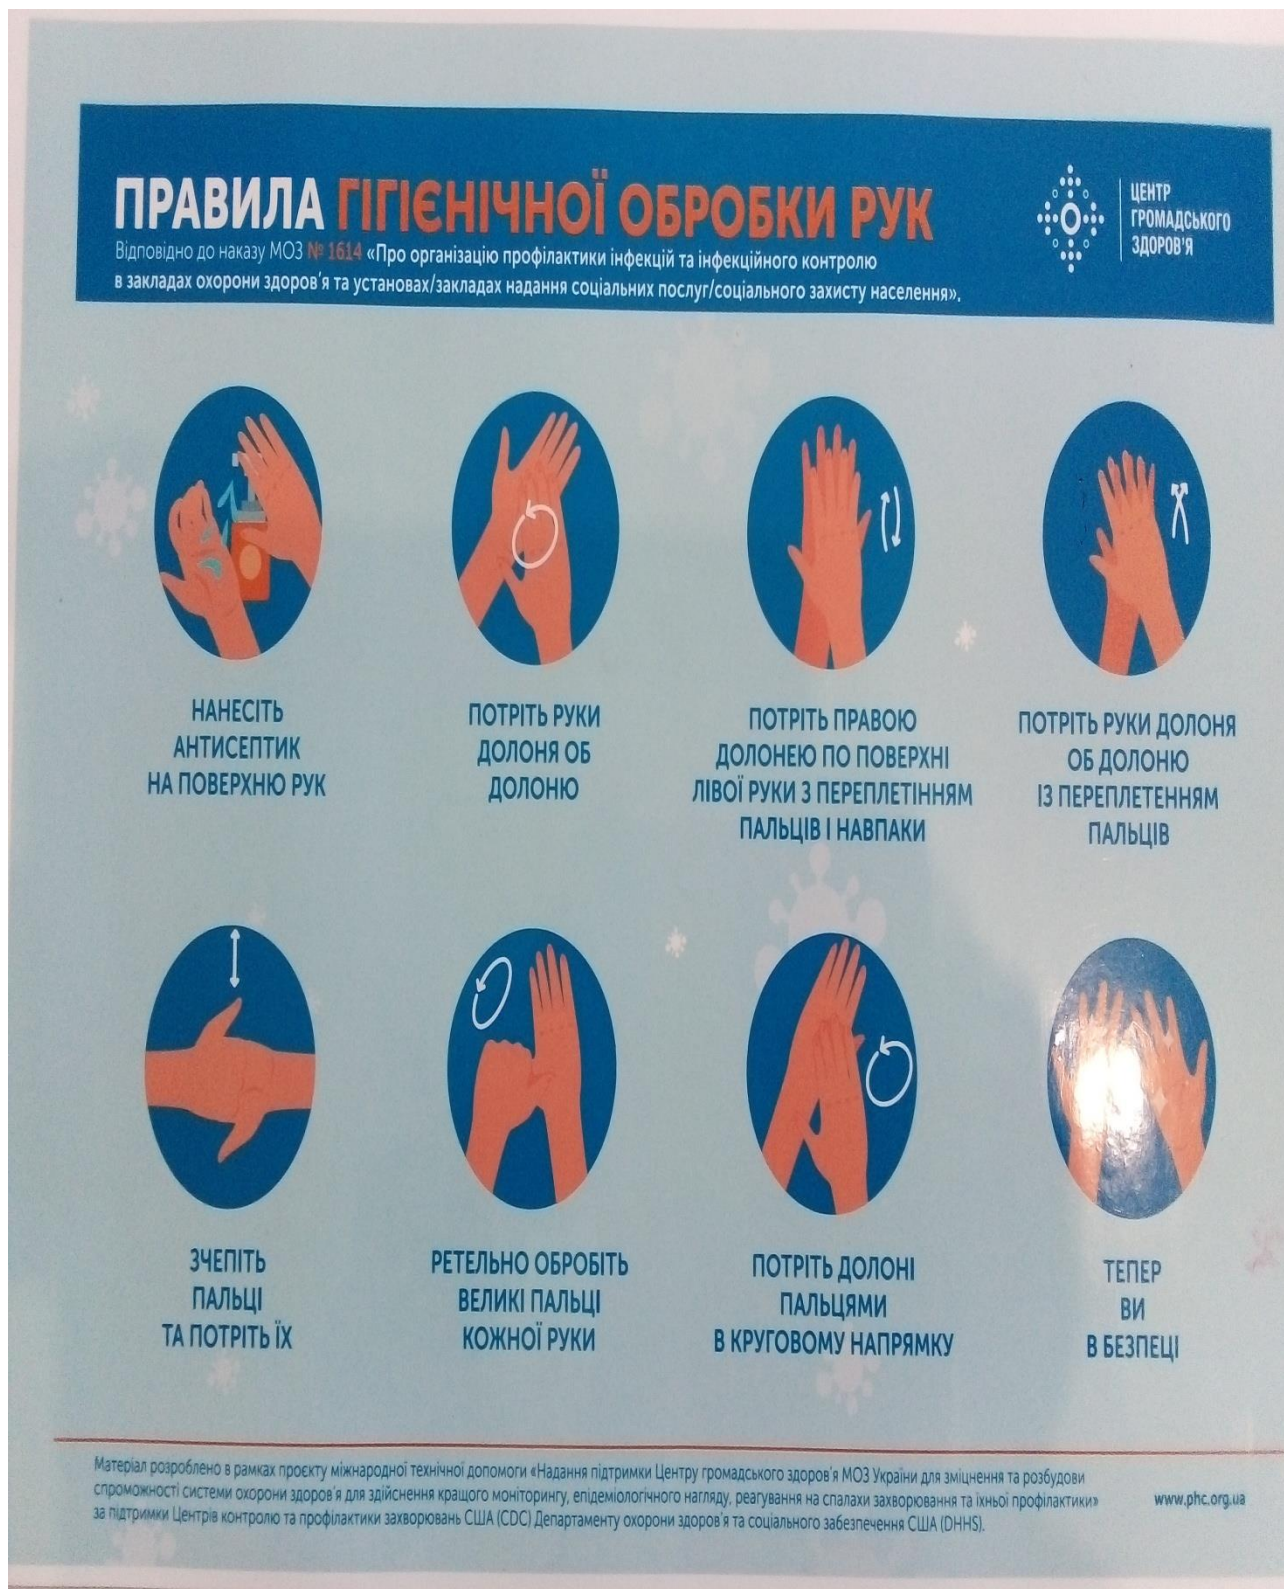 ПРАВИЛА ГІГІЄНІЧНОЇ ОБРОБКИ РУК
Відповідно до наказу МОЗ № 1614 «Про організацію профілактики інфекцій та інфекційного контролю
в закладах охорони здоров'я та установах/закладах надання соціальних послуг/соціального захисту населення».
ЦЕНТР
ГРОМАДСЬКОГО
ЗДОРОВ'Я
НАНЕСІТЬ
АНТИСЕПТИК
НА ПОВЕРХНЮ РУК
ПОТРІТЬ РУКИ
ДОЛОНЯ ОБ
ДОЛОНЮ
ПОТРІТЬ ПРАВОЮ
ДОЛОНЕЮ ПО ПОВЕРХНІ
ЛІВОЇ РУКИ З ПЕРЕПЛЕТІННЯМ
ПАЛЬЦІВ І НАВПАКИ
ПОТРІТЬ РУКИ ДОЛОНЯ
ОБ ДОЛОНЮ
ІЗ ПЕРЕПЛЕТЕННЯМ
ПАЛЬЦІВ
ЗЧЕПІТЬ
ПАЛЬЦІ
ТА ПОТРІТЬ ЇХ
РЕТЕЛЬНО ОБРОБІТЬ
ВЕЛИКІ ПАЛЬЦІ
КОЖНОЇ РУКИ
ПОТРІТЬ ДОЛОНІ
ПАЛЬЦЯМИ
В КРУГОВОМУ НАПРЯМКУ
ТЕПЕР
ВИ
В БЕЗПЕЦІ
Матеріал розроблено в рамках проєкту міжнародної технічної допомоги «Надання підтримки Центру громадського здоров'я МОЗ України для зміцнення та розбудови
спроможності системи охорони здоров'я для здійснення кращого моніторингу, епідеміологічного нагляду, реагування на спалахи захворювання та їхньої профілактики»
за підтримки Центрів контролю та профілактики захворювань США (CDC) Департаменту охорони здоров'я та соціального забезпечення США (DHHS).
www.phc.org.ua